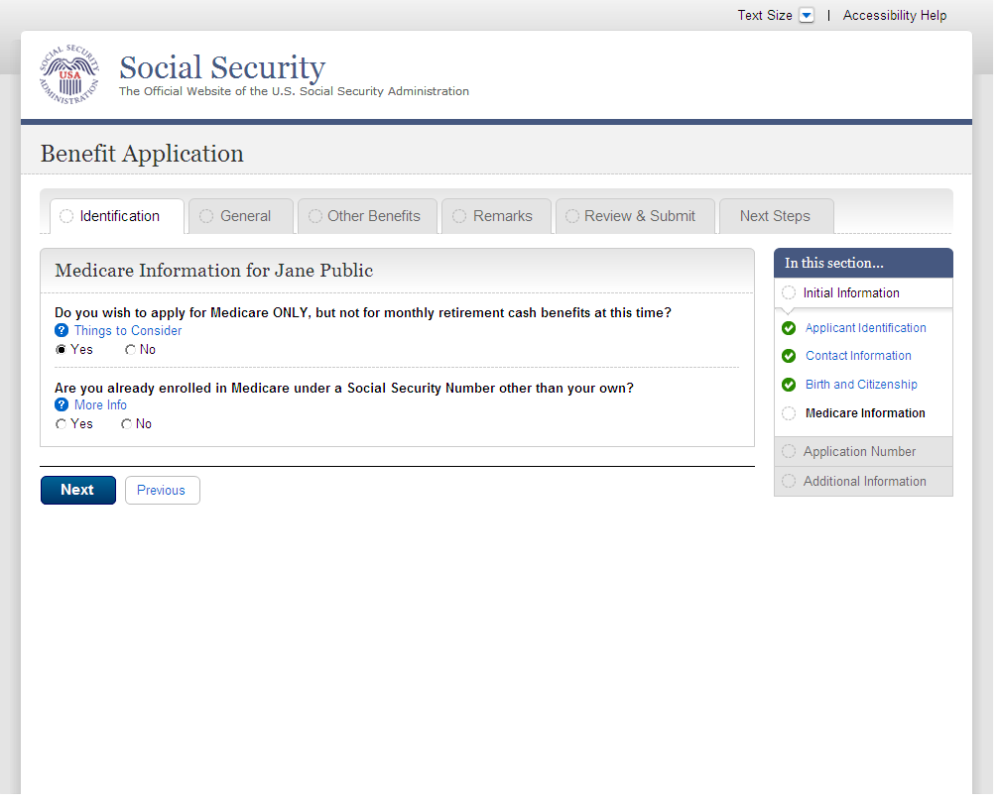 Text Size | Accessibility Help
SOCIAL SECURITY ADMINISTRATION
USA
Social Security
The Official Website of the U.S. Social Security Administration
Benefit Application
Identification General Other Benefits Remarks Review & Submit Next Steps
Medicare Information for Jane Public
Do you wish to apply for Medicare ONLY, but not for monthly retirement cash benefits at this time?
? Things to Consider
Yes No
Are you already enrolled in Medicare under a Social Security Number other than your own?
? More Info
Yes No
Next Previous
In this section...
Initial Information
Applicant Identification
Contact Information
Birth and Citizenship
Medicare Information
Application Number
Additional Information